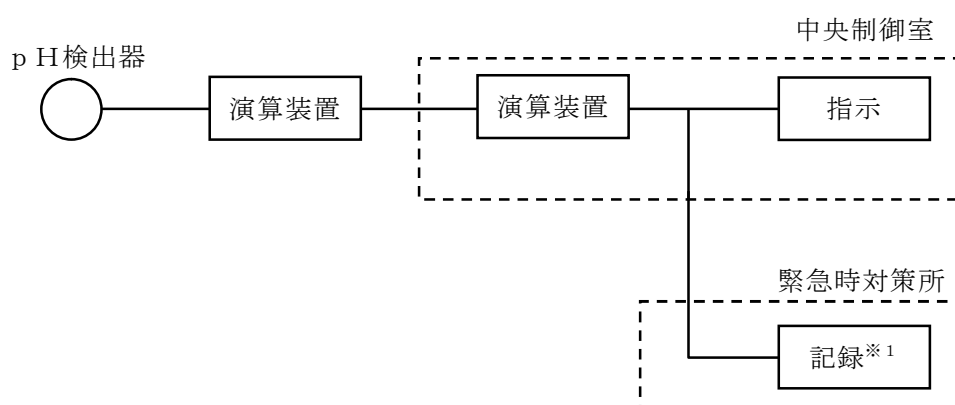 中央制御室
ｐＨ検出器
演算装置
演算装置
指示
緊急時対策所
記録※１